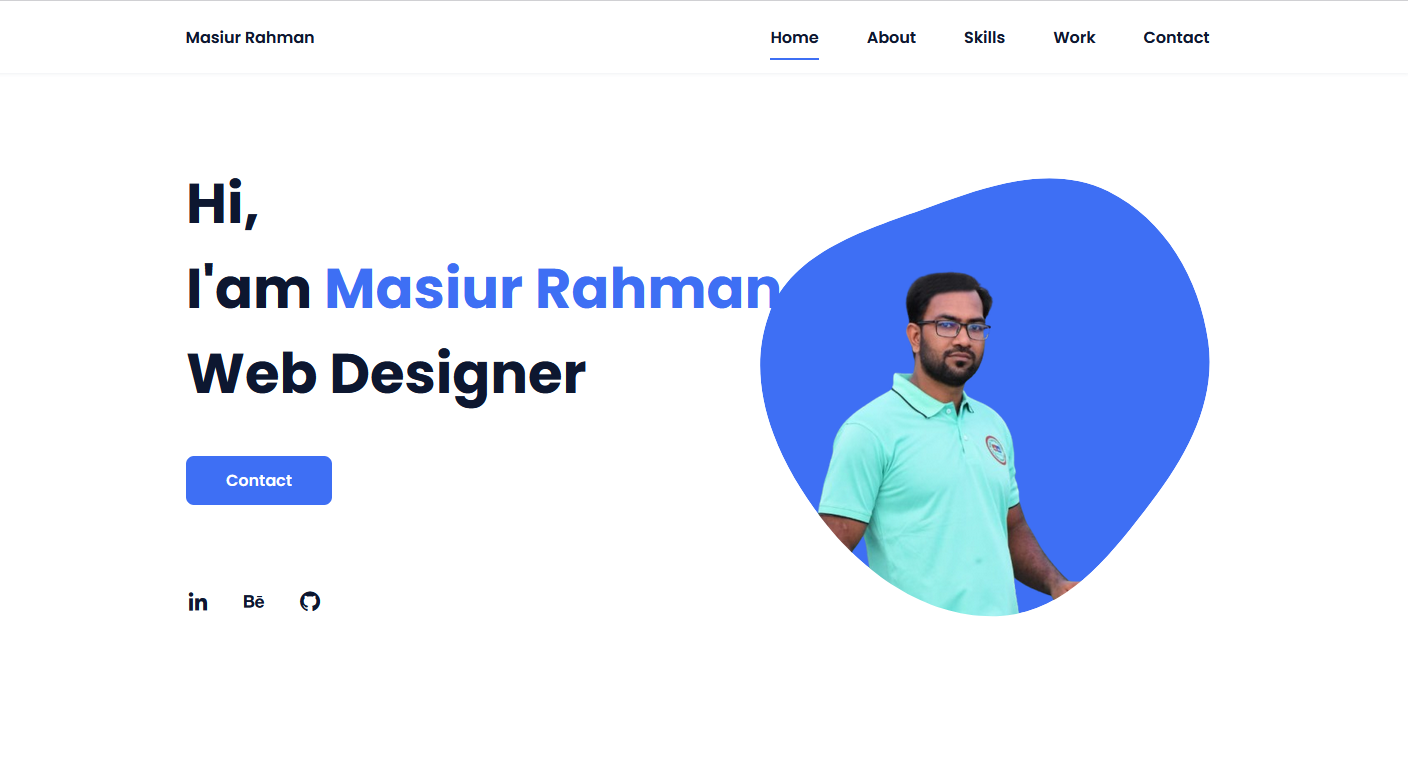 Masiur Rahman
Home About Skills Work Contact
Hi,
I'am Masiur Rahman
Web Designer
Contact
in Bē